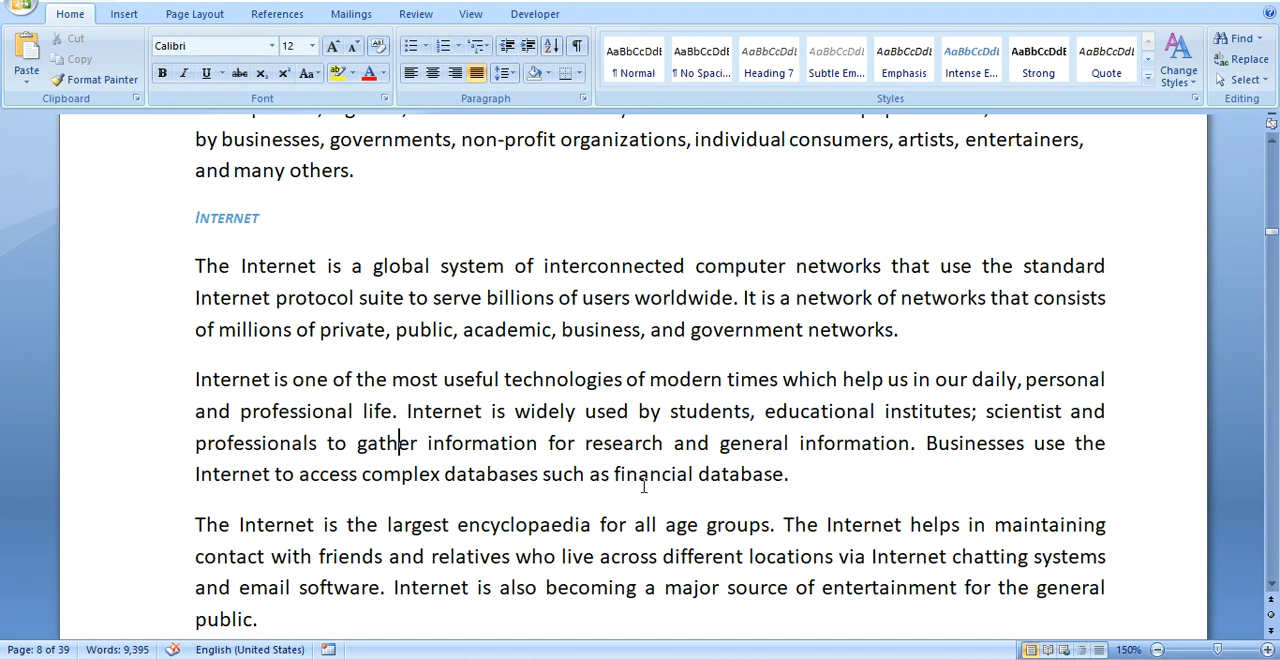 Home Insert Page Layout References Mailings Review View Developer
Cut
Copy
Paste
Format Painter
Clipboard
Calibri 12
B I U abe X₂ X² Aa
Font
Paragraph
AaBbCcDdE AaBbCcDdE AaBbCcDdE AaBbCcDdE AaBbCcDdE AaBbCcDdE AaBbCcDdE AaBbCcDdE
¶ Normal ¶ No Spaci... Heading 7 Subtle Em... Emphasis Intense E... Strong Quote
Change
Styles
Styles
Find
Replace
Select
Editing
by businesses, governments, non-profit organizations, individual consumers, artists, entertainers,
and many others.
INTERNET
The Internet is a global system of interconnected computer networks that use the standard
Internet protocol suite to serve billions of users worldwide. It is a network of networks that consists
of millions of private, public, academic, business, and government networks.
Internet is one of the most useful technologies of modern times which help us in our daily, personal
and professional life. Internet is widely used by students, educational institutes; scientist and
professionals to gather information for research and general information. Businesses use the
Internet to access complex databases such as financial database.
The Internet is the largest encyclopaedia for all age groups. The Internet helps in maintaining
contact with friends and relatives who live across different locations via Internet chatting systems
and email software. Internet is also becoming a major source of entertainment for the general
public.
Page: 8 of 39 Words: 9,395 English (United States) 150%